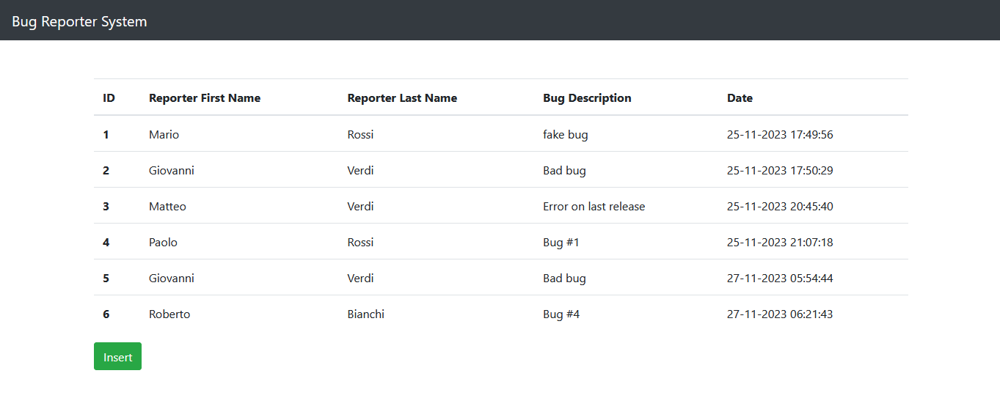 Bug Reporter System
ID Reporter First Name Reporter Last Name Bug Description Date
1 Mario Rossi fake bug 25-11-2023 17:49:56
2 Giovanni Verdi Bad bug 25-11-2023 17:50:29
3 Matteo Verdi Error on last release 25-11-2023 20:45:40
4 Paolo Rossi Bug #1 25-11-2023 21:07:18
5 Giovanni Verdi Bad bug 27-11-2023 05:54:44
6 Roberto Bianchi Bug #4 27-11-2023 06:21:43
Insert